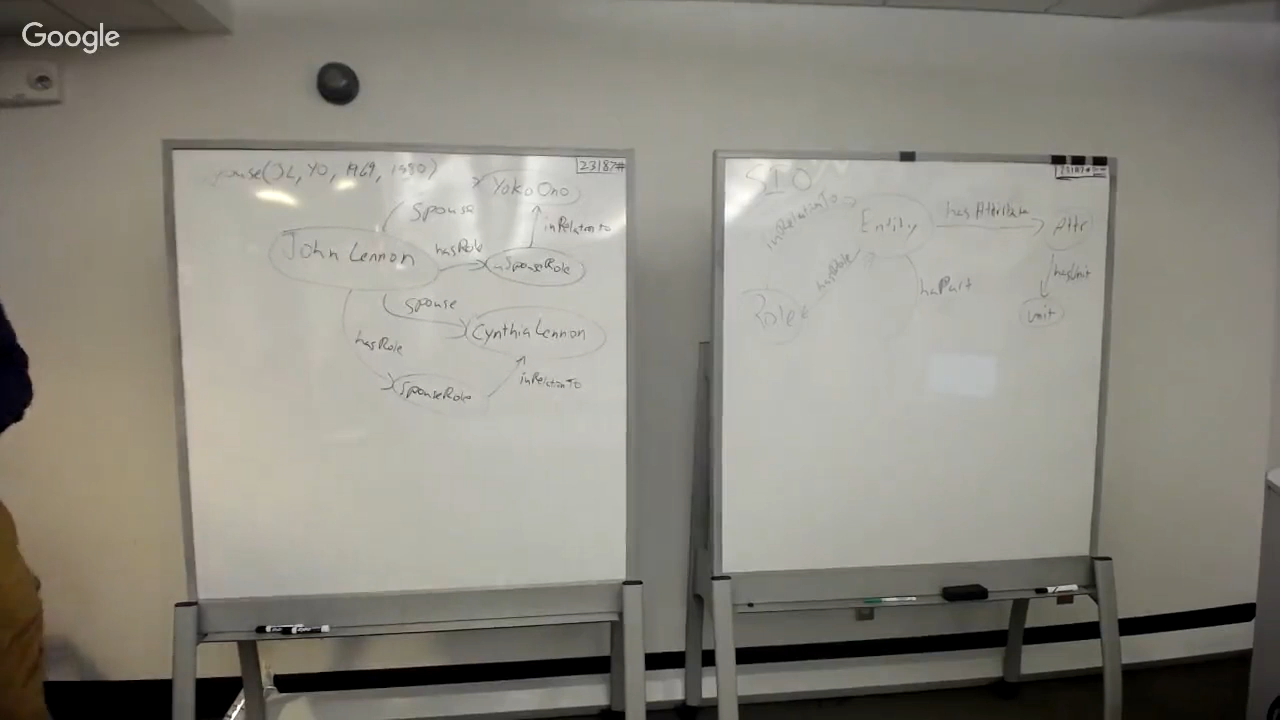 Google
spouse(JL, YO, 1969, 1980)
23187#
Yoko Ono
spouse
inRelationTo
John Lennon
hasRole
SpouseRole
spouse
Cynthia Lennon
hasRole
inRelationTo
SpouseRole
SIO
23187#
inRelationTo
Entity
hasAttribute
Attr
hasRole
hasUnit
hasPart
Role
unit